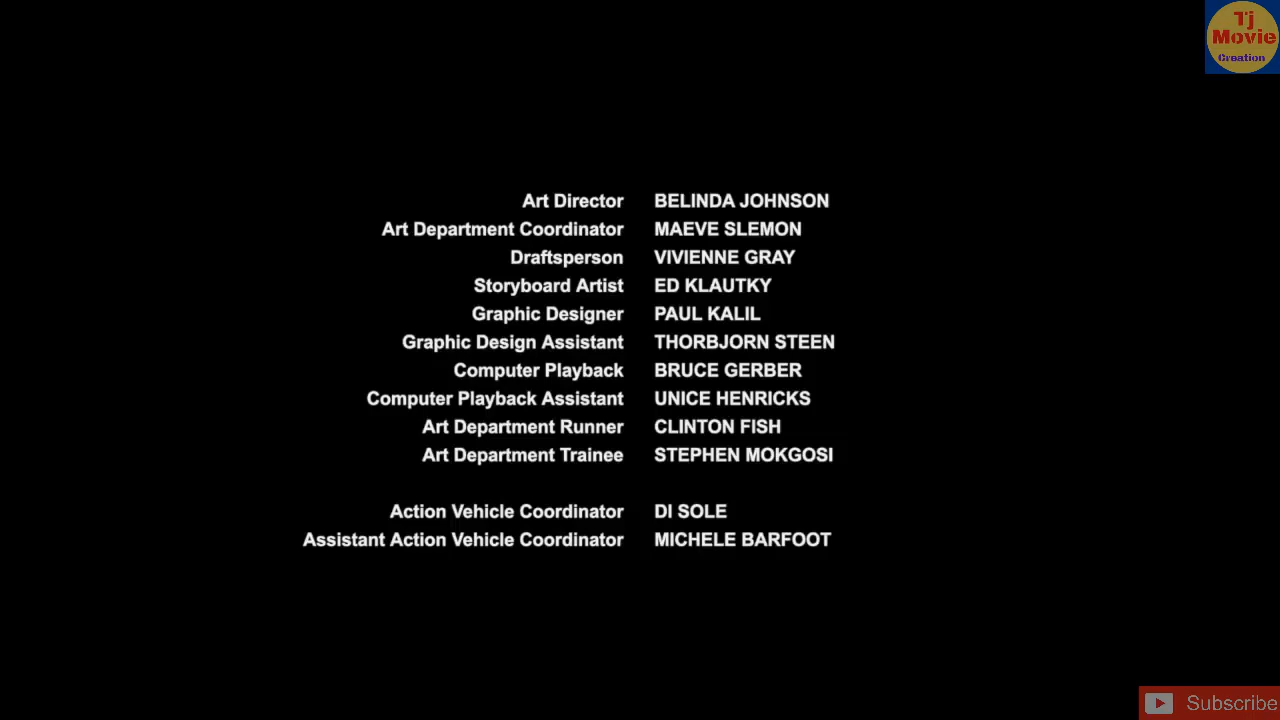 Tj
Movie
Creation
Art Director BELINDA JOHNSON
Art Department Coordinator MAEVE SLEMON
Draftsperson VIVIENNE GRAY
Storyboard Artist ED KLAUTKY
Graphic Designer PAUL KALIL
Graphic Design Assistant THORBJORN STEEN
Computer Playback BRUCE GERBER
Computer Playback Assistant UNICE HENRICKS
Art Department Runner CLINTON FISH
Art Department Trainee STEPHEN MOKGOSI
Action Vehicle Coordinator DI SOLE
Assistant Action Vehicle Coordinator MICHELE BARFOOT
Subscribe